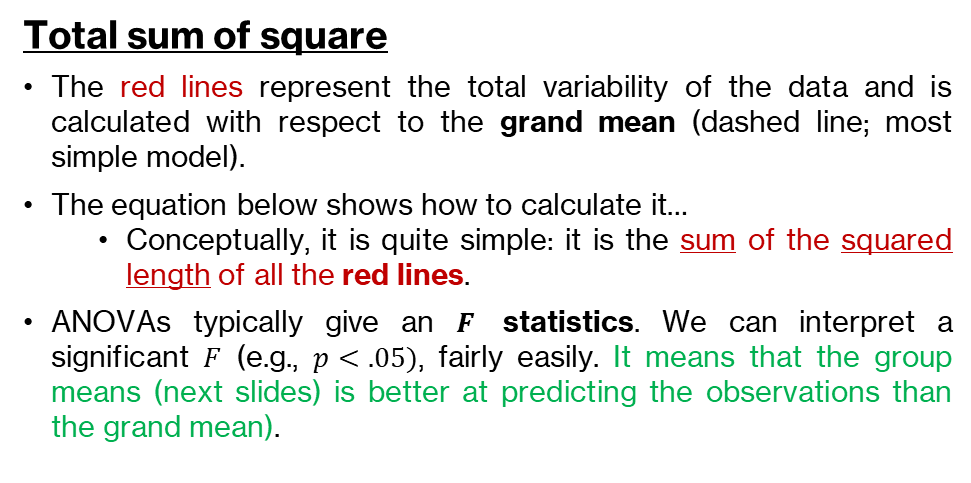 Total sum of square
• The red lines represent the total variability of the data and is
calculated with respect to the grand mean (dashed line; most
simple model).
• The equation below shows how to calculate it…
• Conceptually, it is quite simple: it is the sum of the squared
length of all the red lines.
• ANOVAs typically give an F statistics. We can interpret a
significant F (e.g., p < .05), fairly easily. It means that the group
means (next slides) is better at predicting the observations than
the grand mean).